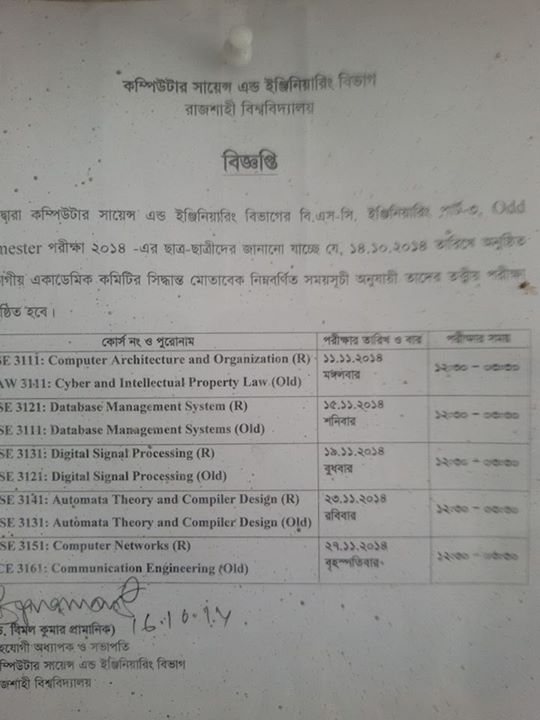 কম্পিউটার সায়েন্স এন্ড ইঞ্জিনিয়ারিং বিভাগ
রাজশাহী বিশ্ববিদ্যালয়
বিজ্ঞপ্তি
দ্বারা কম্পিউটার সায়েন্স এন্ড ইঞ্জিনিয়ারিং বিভাগের বি.এস-সি. ইঞ্জিনিয়ারিং Odd
mester পরীক্ষা ২০১৪ -এর ছাত্র-ছাত্রীদের জানানো যাচ্ছে যে, ১৪.১০.২০১৪ তারিখে অনুষ্ঠিত
গীয় একাডেমিক কমিটির সিদ্ধান্ত মোতাবেক নিম্নবর্ণিত সময়সূচী অনুযায়ী তাদের তত্ত্বীয় পরীক্ষা
ষ্ঠিত হবে।
কোর্স নং ও পুরোনাম পরীক্ষার তারিখ ও বার পরীক্ষার সময়
SE 3111: Computer Architecture and Organization (R) ১১.১১.২০১৪ ১২:৩০ – ০৩:৩০
AW 3141: Cyber and Intellectual Property Law (Old) মঙ্গলবার
SE 3121: Database Management System (R) ১৫.১১.২০১৪ ১২:৩০ – ০৩:৩০
SE 3111: Database Management Systems (Old) শনিবার
SE 3131: Digital Signal Processing (R) ১৯.১১.২০১৪ ১২:৩০ – ০৩:৩০
SE 3121: Digital Signal Processing (Old) বুধবার
SE 3141: Automata Theory and Compiler Design (R) ২৩.১১.২০১৪ ১২:৩০ – ০৩:৩০
SE 3131: Automata Theory and Compiler Design (Old) রবিবার
SE 3151: Computer Networks (R) ২৭.১১.২০১৪ ১২:৩০ – ০৩:৩০
CE 3161: Communication Engineering (Old) বৃহস্পতিবার
16.10.14
ড. বিমল কুমার প্রামানিক)
হযোগী অধ্যাপক ও সভাপতি
ম্পিউটার সায়েন্স এন্ড ইঞ্জিনিয়ারিং বিভাগ
জশাহী বিশ্ববিদ্যালয়